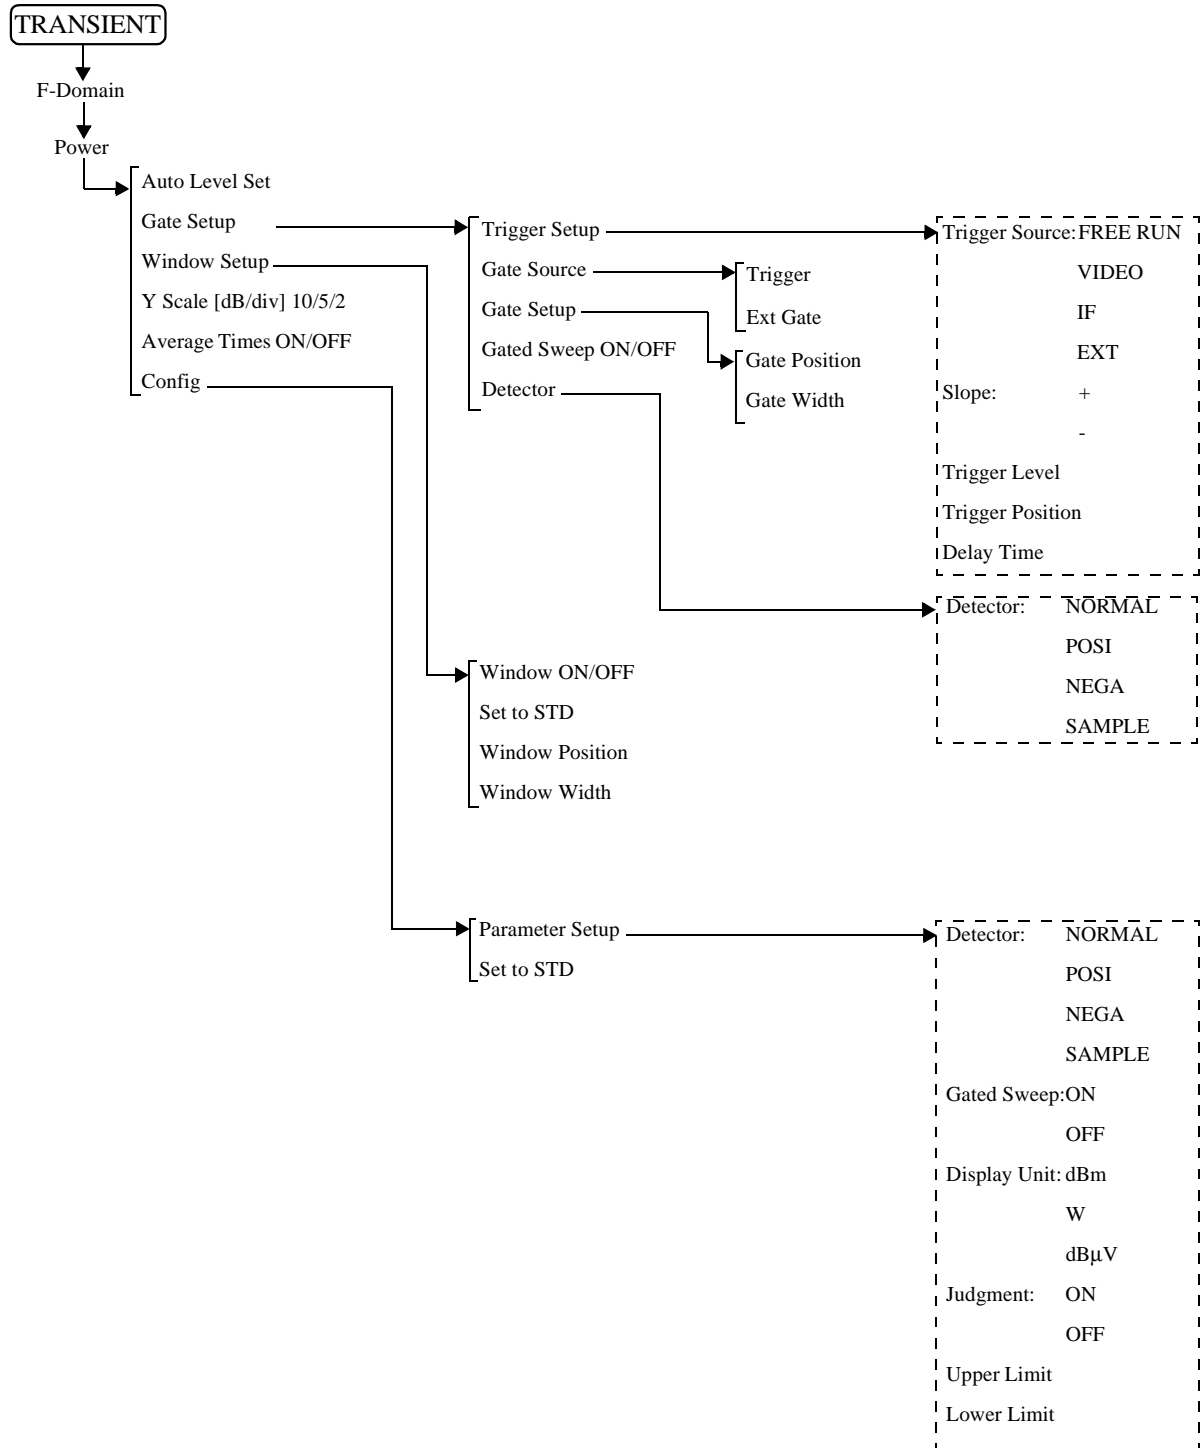 TRANSIENT
F-Domain
Power
Auto Level Set
Gate Setup
Window Setup
Y Scale [dB/div] 10/5/2
Average Times ON/OFF
Config
Trigger Setup
Gate Source
Gate Setup
Gated Sweep ON/OFF
Detector
Trigger
Ext Gate
Gate Position
Gate Width
Trigger Source: FREE RUN
VIDEO
IF
EXT
Slope: +
-
Trigger Level
Trigger Position
Delay Time
Detector: NORMAL
POSI
NEGA
SAMPLE
Window ON/OFF
Set to STD
Window Position
Window Width
Parameter Setup
Set to STD
Detector: NORMAL
POSI
NEGA
SAMPLE
Gated Sweep: ON
OFF
Display Unit: dBm
W
dBµV
Judgment: ON
OFF
Upper Limit
Lower Limit